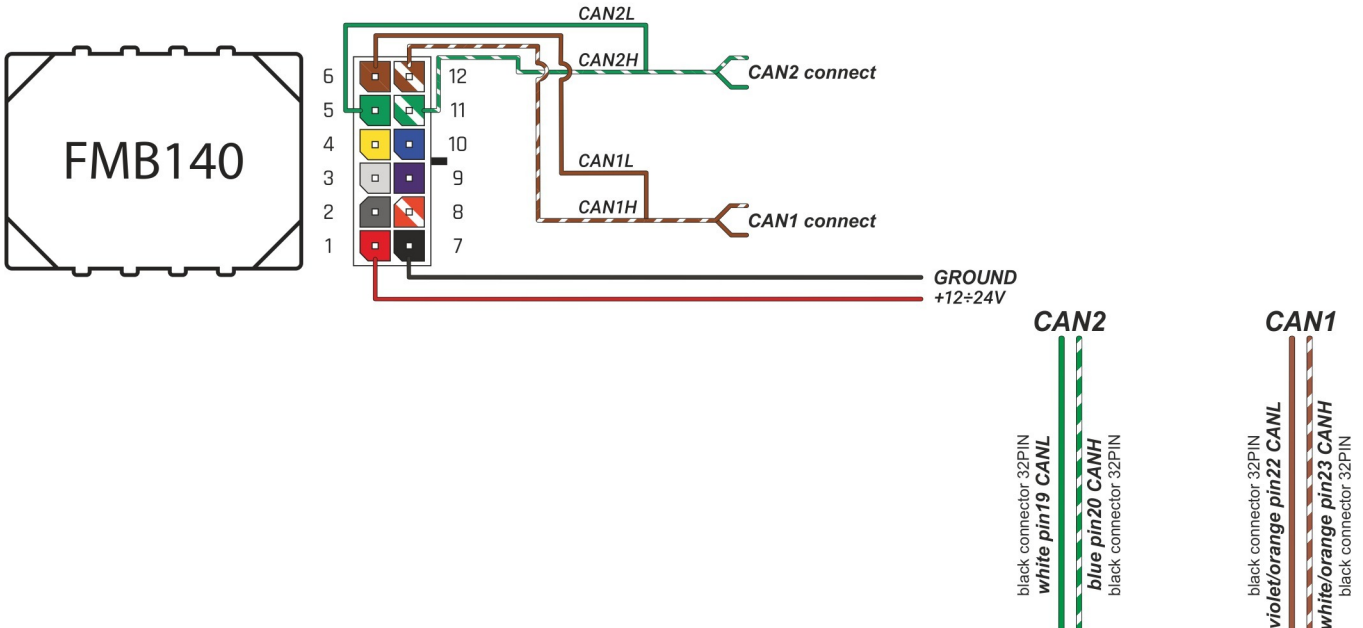 CAN2L
FMB140
6
12
CAN2H
CAN2 connect
5
11
4
10
3
9
CAN1L
2
8
CAN1H
CAN1 connect
1
7
GROUND
+12÷24V
CAN2
CAN1
black connector 32PIN
white pin19 CANL
blue pin20 CANH
black connector 32PIN
black connector 32PIN
violet/orange pin22 CANL
white/orange pin23 CANH
black connector 32PIN